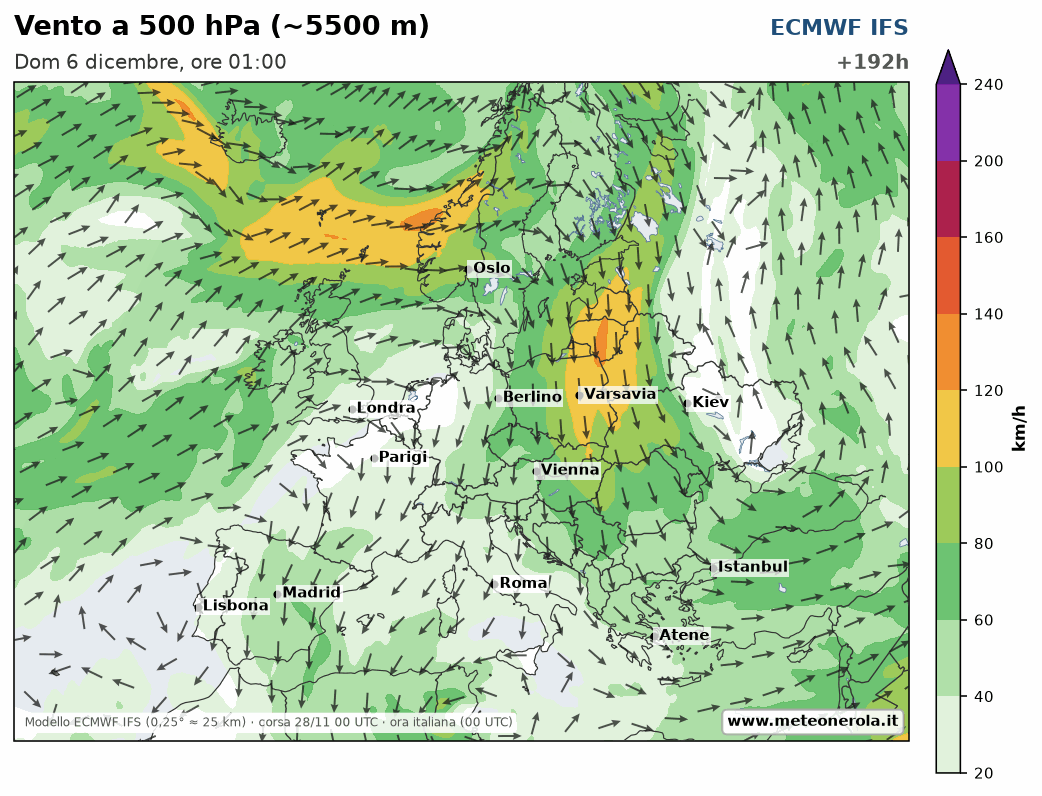 Vento a 500 hPa (~5500 m)
ECMWF IFS
Dom 6 dicembre, ore 01:00
+192h
240
200
160
140
120
100
80
60
40
20
km/h
Oslo
Berlino
Varsavia
Kiev
Londra
Parigi
Vienna
Istanbul
Roma
Madrid
Lisbona
Atene
Modello ECMWF IFS (0,25° ≈ 25 km) · corsa 28/11 00 UTC · ora italiana (00 UTC)
www.meteonerola.it